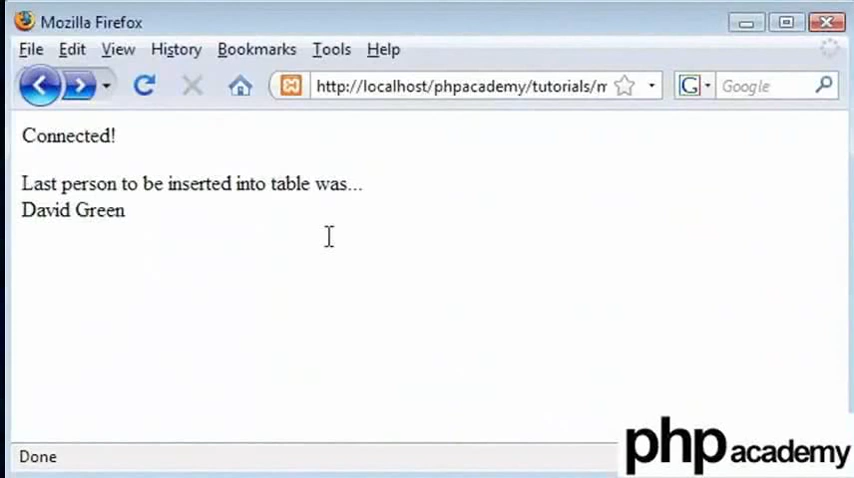 Mozilla Firefox
File Edit View History Bookmarks Tools Help
http://localhost/phpacademy/tutorials/m
G Google
Connected!
Last person to be inserted into table was...
David Green
Done
php academy